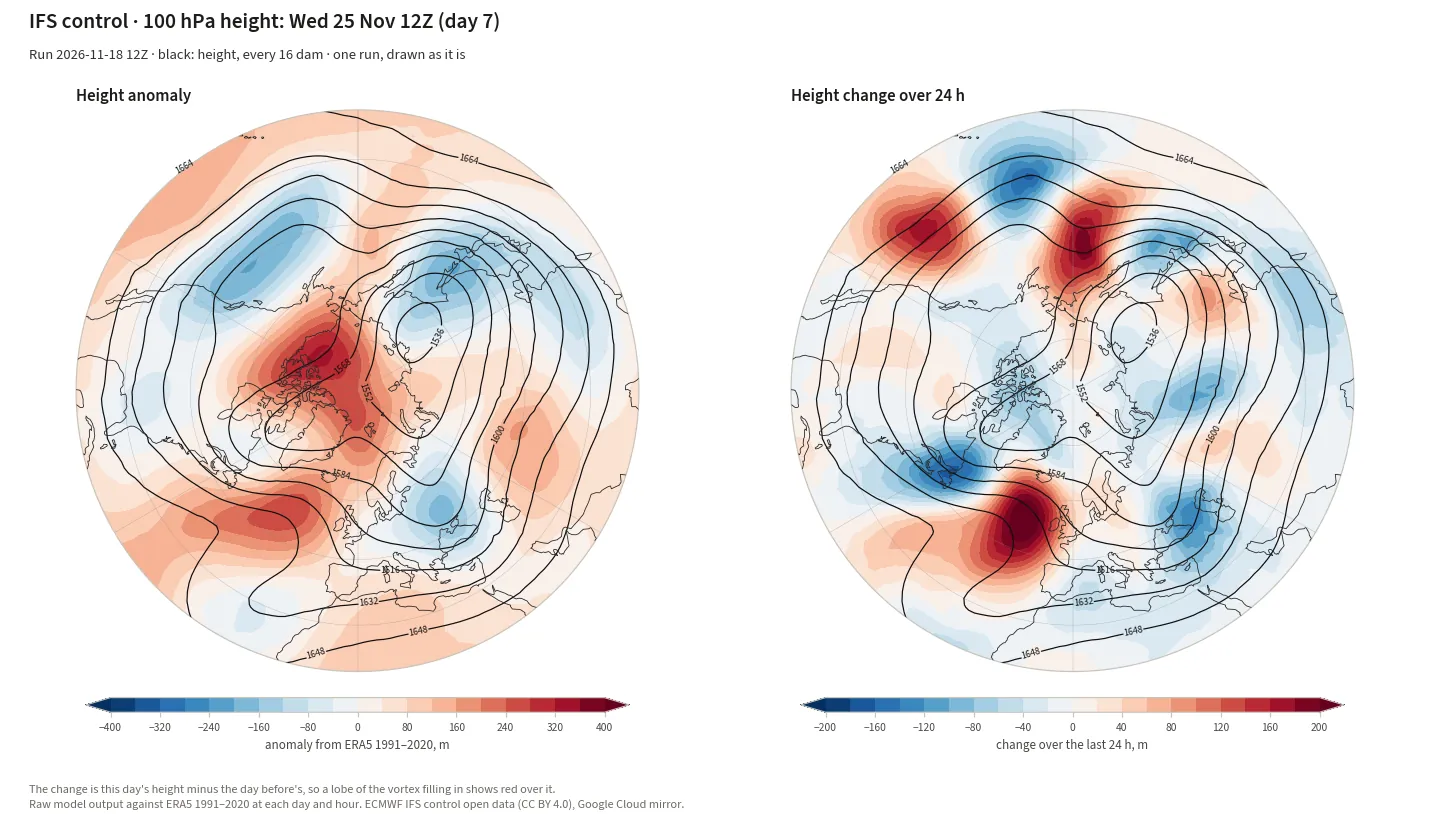 IFS control · 100 hPa height: Wed 25 Nov 12Z (day 7)
Run 2026-11-18 12Z · black: height, every 16 dam · one run, drawn as it is
Height anomaly
Height change over 24 h
1664
1664
1536
1568
1552
1600
1584
1616
1632
1648
1648
1664
1664
1536
1568
1552
1600
1584
1616
1632
1648
1648
−400 −320 −240 −160 −80 0 80 160 240 320 400
anomaly from ERA5 1991–2020, m
−200 −160 −120 −80 −40 0 40 80 120 160 200
change over the last 24 h, m
The change is this day's height minus the day before's, so a lobe of the vortex filling in shows red over it.
Raw model output against ERA5 1991–2020 at each day and hour. ECMWF IFS control open data (CC BY 4.0), Google Cloud mirror.